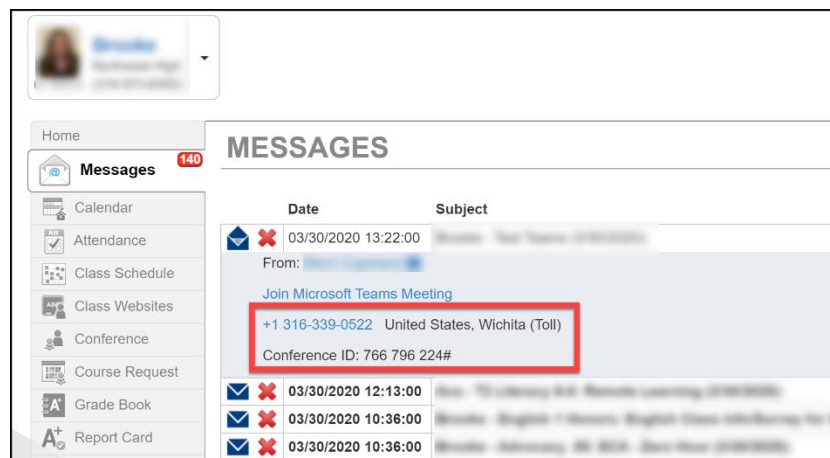 Home
Messages 140
MESSAGES
Calendar
Attendance
Class Schedule
Class Websites
Conference
Course Request
Grade Book
Report Card
Date Subject
03/30/2020 13:22:00
From:
Join Microsoft Teams Meeting
+1 316-339-0522 United States, Wichita (Toll)
Conference ID: 766 796 224#
03/30/2020 12:13:00
03/30/2020 10:36:00
03/30/2020 10:36:00